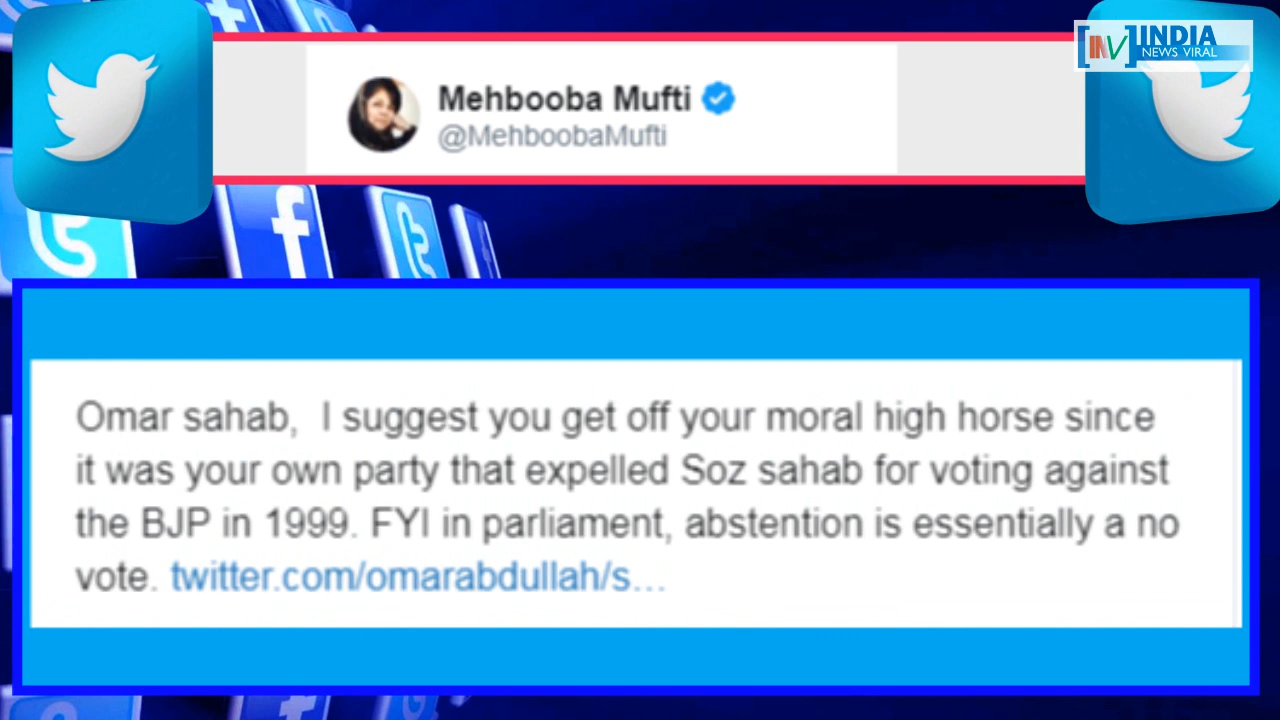 INDIA
NEWS VIRAL
Mehbooba Mufti
@MehboobaMufti
Omar sahab, I suggest you get off your moral high horse since
it was your own party that expelled Soz sahab for voting against
the BJP in 1999. FYI in parliament, abstention is essentially a no
vote. twitter.com/omarabdullah/s...